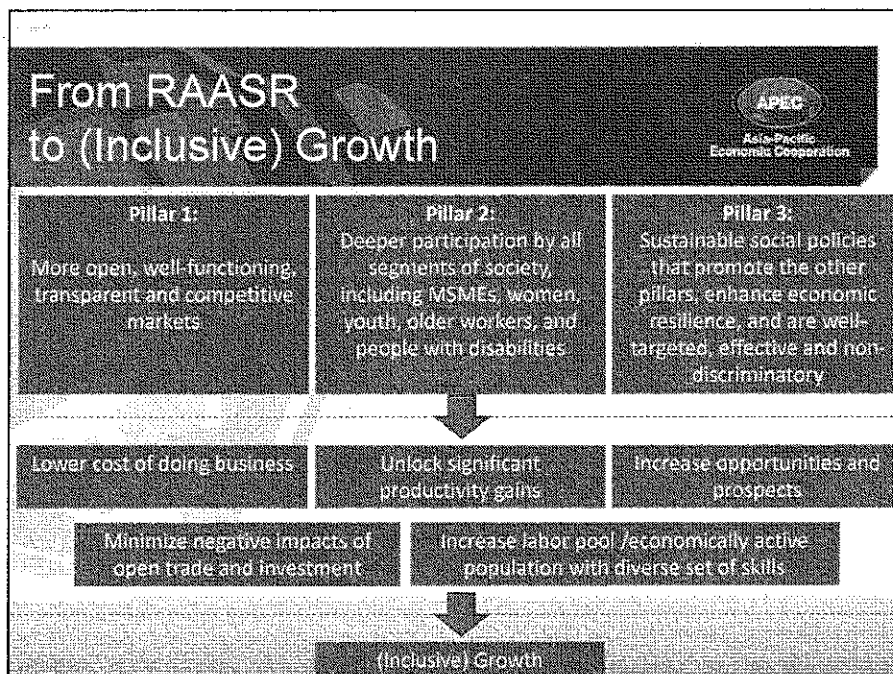 From RAASR
to (Inclusive) Growth
APEC
Asia-Pacific
Economic Cooperation
Pillar 1:
More open, well-functioning,
transparent and competitive
markets
Pillar 2:
Deeper participation by all
segments of society,
including MSMEs, women,
youth, older workers, and
people with disabilities
Pillar 3:
Sustainable social policies
that promote the other
pillars, enhance economic
resilience, and are well-
targeted, effective and non-
discriminatory
Lower cost of doing business
Unlock significant
productivity gains
Increase opportunities and
prospects
Minimize negative impacts of
open trade and investment
Increase labor pool /economically active
population with diverse set of skills
(Inclusive) Growth